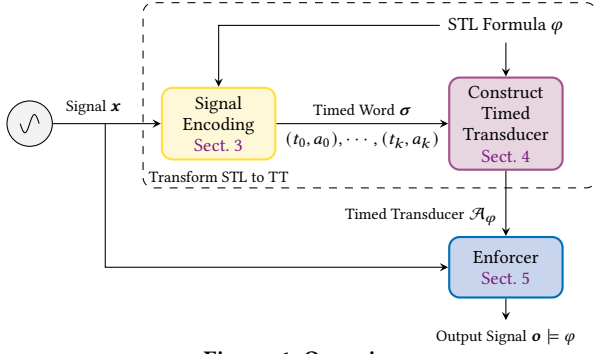 STL Formula φ
Signal x
Signal
Encoding
Sect. 3
Timed Word σ
(t₀, a₀), · · · , (tₖ, aₖ)
Construct
Timed
Transducer
Sect. 4
Transform STL to TT
Timed Transducer 𝒜φ
Enforcer
Sect. 5
Output Signal o ⊨ φ